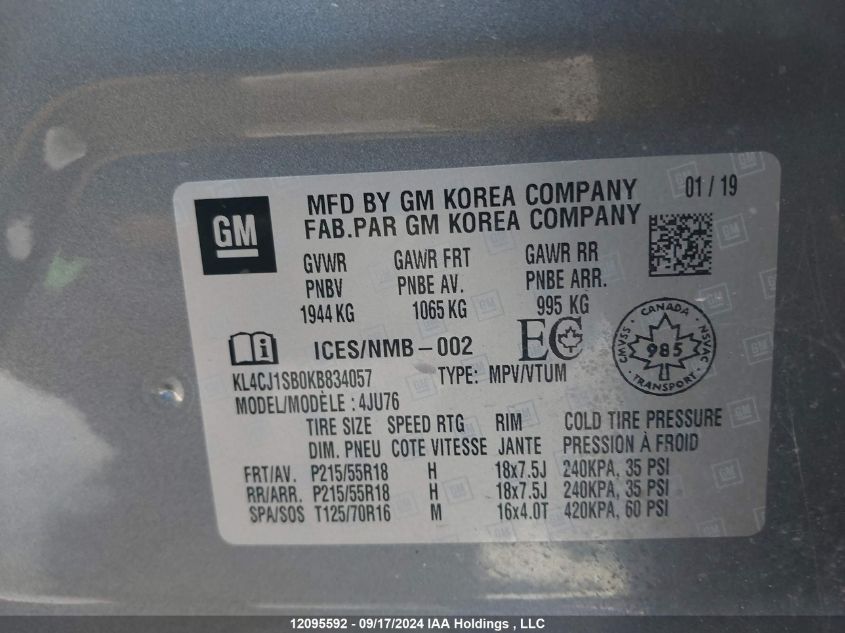 GM
MFD BY GM KOREA COMPANY 01 / 19
FAB.PAR GM KOREA COMPANY
GVWR GAWR FRT GAWR RR
PNBV PNBE AV. PNBE ARR.
1944 KG 1065 KG 995 KG
ICES/NMB-002 EC
CANADA
CMVSS 985 NSVAC
TRANSPORT
KL4CJ1SB0KB834057 TYPE: MPV/VTUM
MODEL/MODÈLE : 4JU76
TIRE SIZE SPEED RTG RIM COLD TIRE PRESSURE
DIM. PNEU COTE VITESSE JANTE PRESSION À FROID
FRT/AV. P215/55R18 H 18x7.5J 240KPA, 35 PSI
RR/ARR. P215/55R18 H 18x7.5J 240KPA, 35 PSI
SPA/SOS T125/70R16 M 16x4.0T 420KPA, 60 PSI
12095592 - 09/17/2024 IAA Holdings , LLC